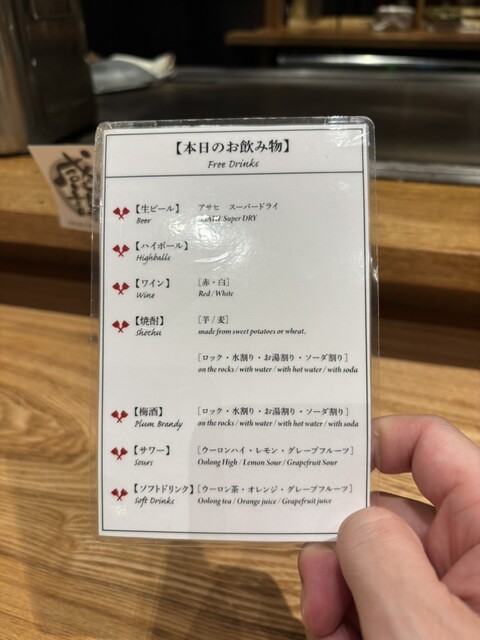 【本日のお飲み物】
Free Drinks
【生ビール】 アサヒ スーパードライ
Beer Super DRY
【ハイボール】
Highballs
【ワイン】 [赤・白]
Wine Red / White
【焼酎】 [芋 / 麦]
Shochu made from sweet potatoes or wheat.
[ロック・水割り・お湯割り・ソーダ割り]
on the rocks / with water / with hot water / with soda
【梅酒】 [ロック・水割り・お湯割り・ソーダ割り]
Plum Brandy on the rocks / with water / with hot water / with soda
【サワー】 [ウーロンハイ・レモン・グレープフルーツ]
Sours Oolong High / Lemon Sour / Grapefruit Sour
【ソフトドリンク】 [ウーロン茶・オレンジ・グレープフルーツ]
Soft Drinks Oolong tea / Orange juice / Grapefruit juice